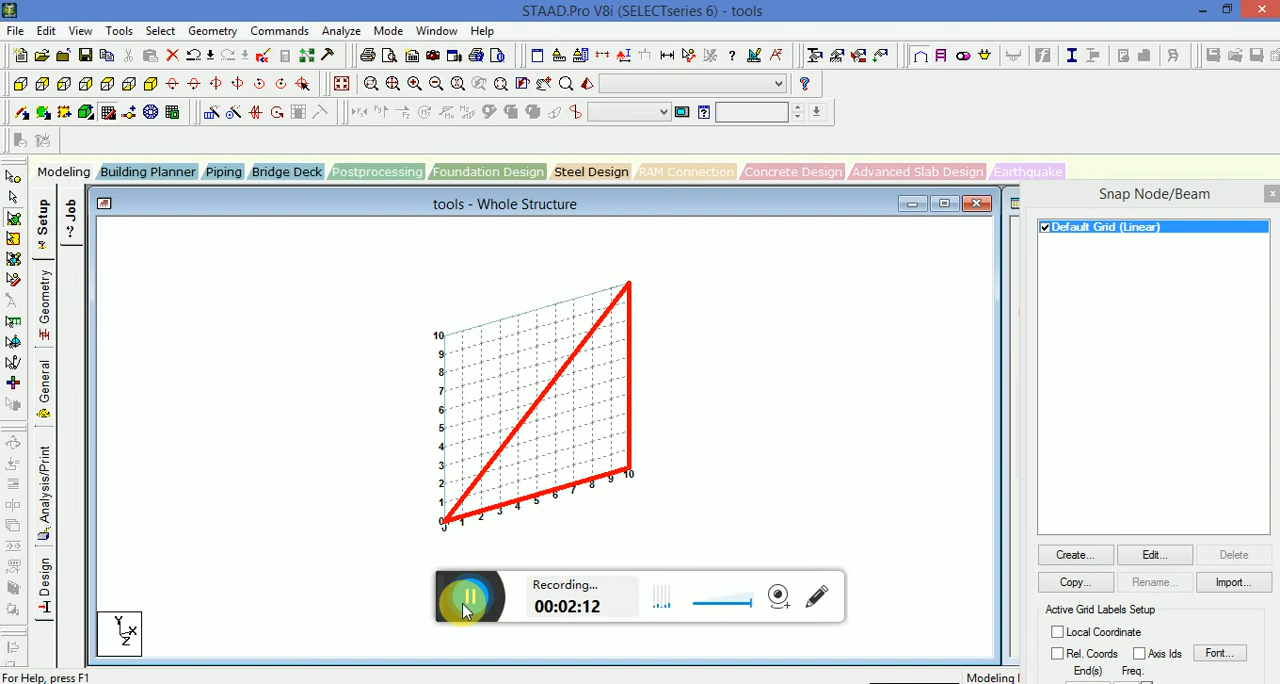 STAAD.Pro V8i (SELECTseries 6) - tools
File Edit View Tools Select Geometry Commands Analyze Mode Window Help
Modeling Building Planner Piping Bridge Deck Postprocessing Foundation Design Steel Design RAM Connection Concrete Design Advanced Slab Design Earthquake
Setup
Job
Geometry
General
Analysis/Print
Design
tools - Whole Structure
Snap Node/Beam
Default Grid (Linear)
10
9
8
7
6
5
4
3
2
1
0
0 1 2 3 4 5 6 7 8 9 10
Y
X
Z
Recording...
00:02:12
Create... Edit... Delete
Copy... Rename... Import...
Active Grid Labels Setup
Local Coordinate
Rel. Coords Axis Ids Font...
End(s) Freq.
For Help, press F1
Modeling